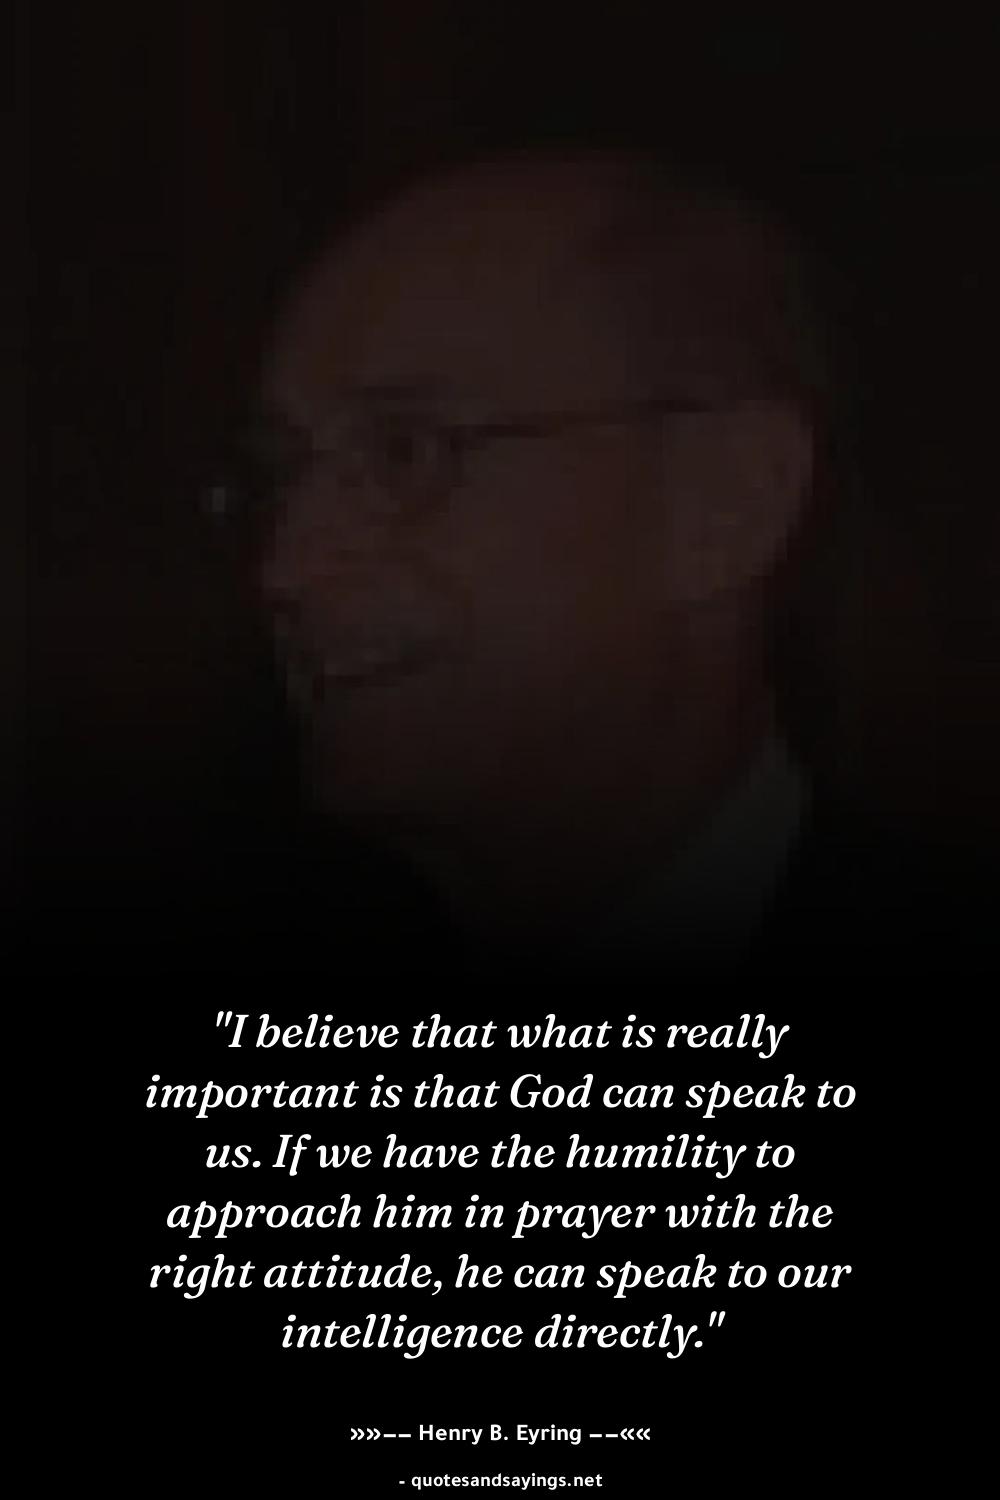 "I believe that what is really
important is that God can speak to
us. If we have the humility to
approach him in prayer with the
right attitude, he can speak to our
intelligence directly."
»»–– Henry B. Eyring ––««
- quotesandsayings.net